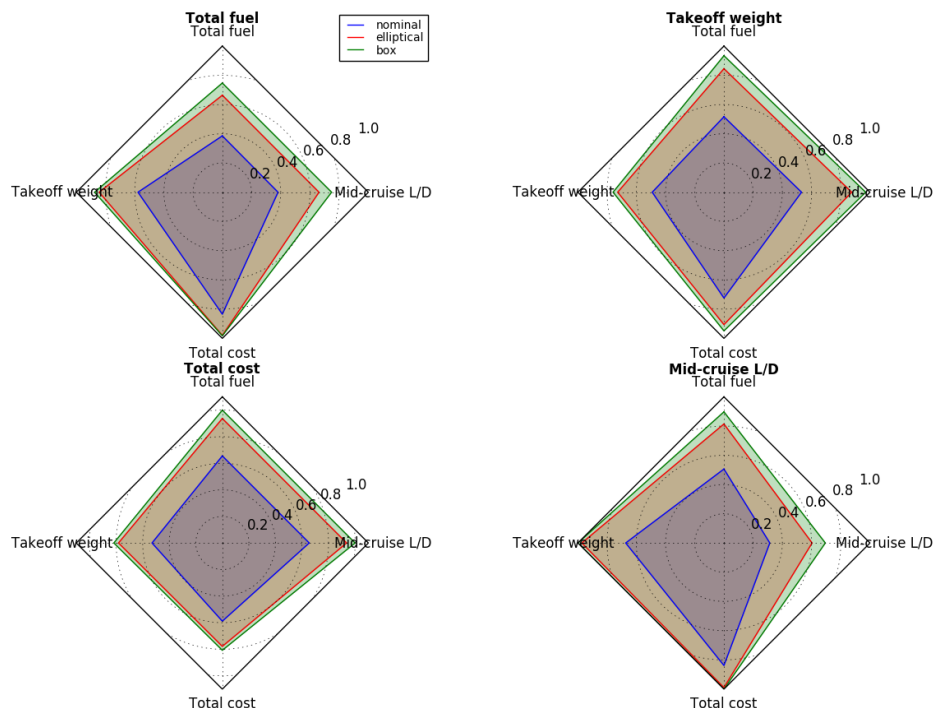 Total fuel
Total fuel
nominal
elliptical
box
1.0
0.8
0.6
0.4
0.2
Takeoff weight
Mid-cruise L/D
Total cost
Takeoff weight
Total fuel
1.0
0.8
0.6
0.4
0.2
Takeoff weight
Mid-cruise L/D
Total cost
Total cost
Total fuel
1.0
0.8
0.6
0.4
0.2
Takeoff weight
Mid-cruise L/D
Total cost
Mid-cruise L/D
Total fuel
1.0
0.8
0.6
0.4
0.2
Takeoff weight
Mid-cruise L/D
Total cost